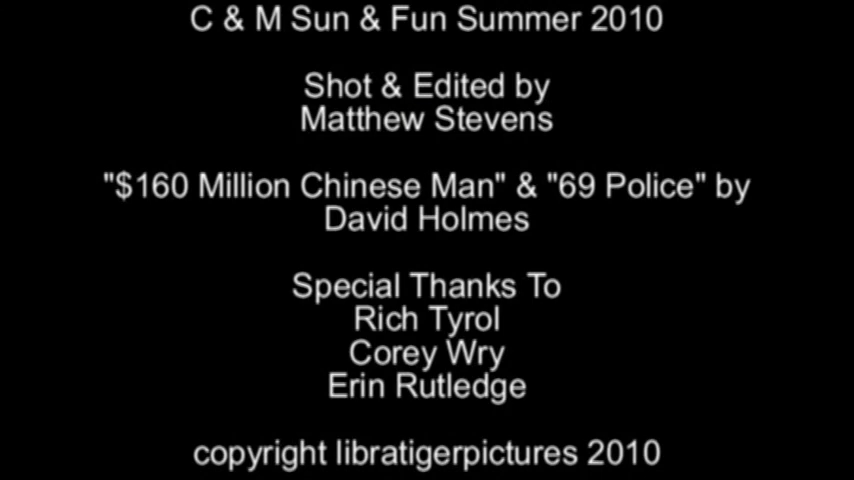 C & M Sun & Fun Summer 2010
Shot & Edited by
Matthew Stevens
"$160 Million Chinese Man" & "69 Police" by
David Holmes
Special Thanks To
Rich Tyrol
Corey Wry
Erin Rutledge
copyright libratigerpictures 2010